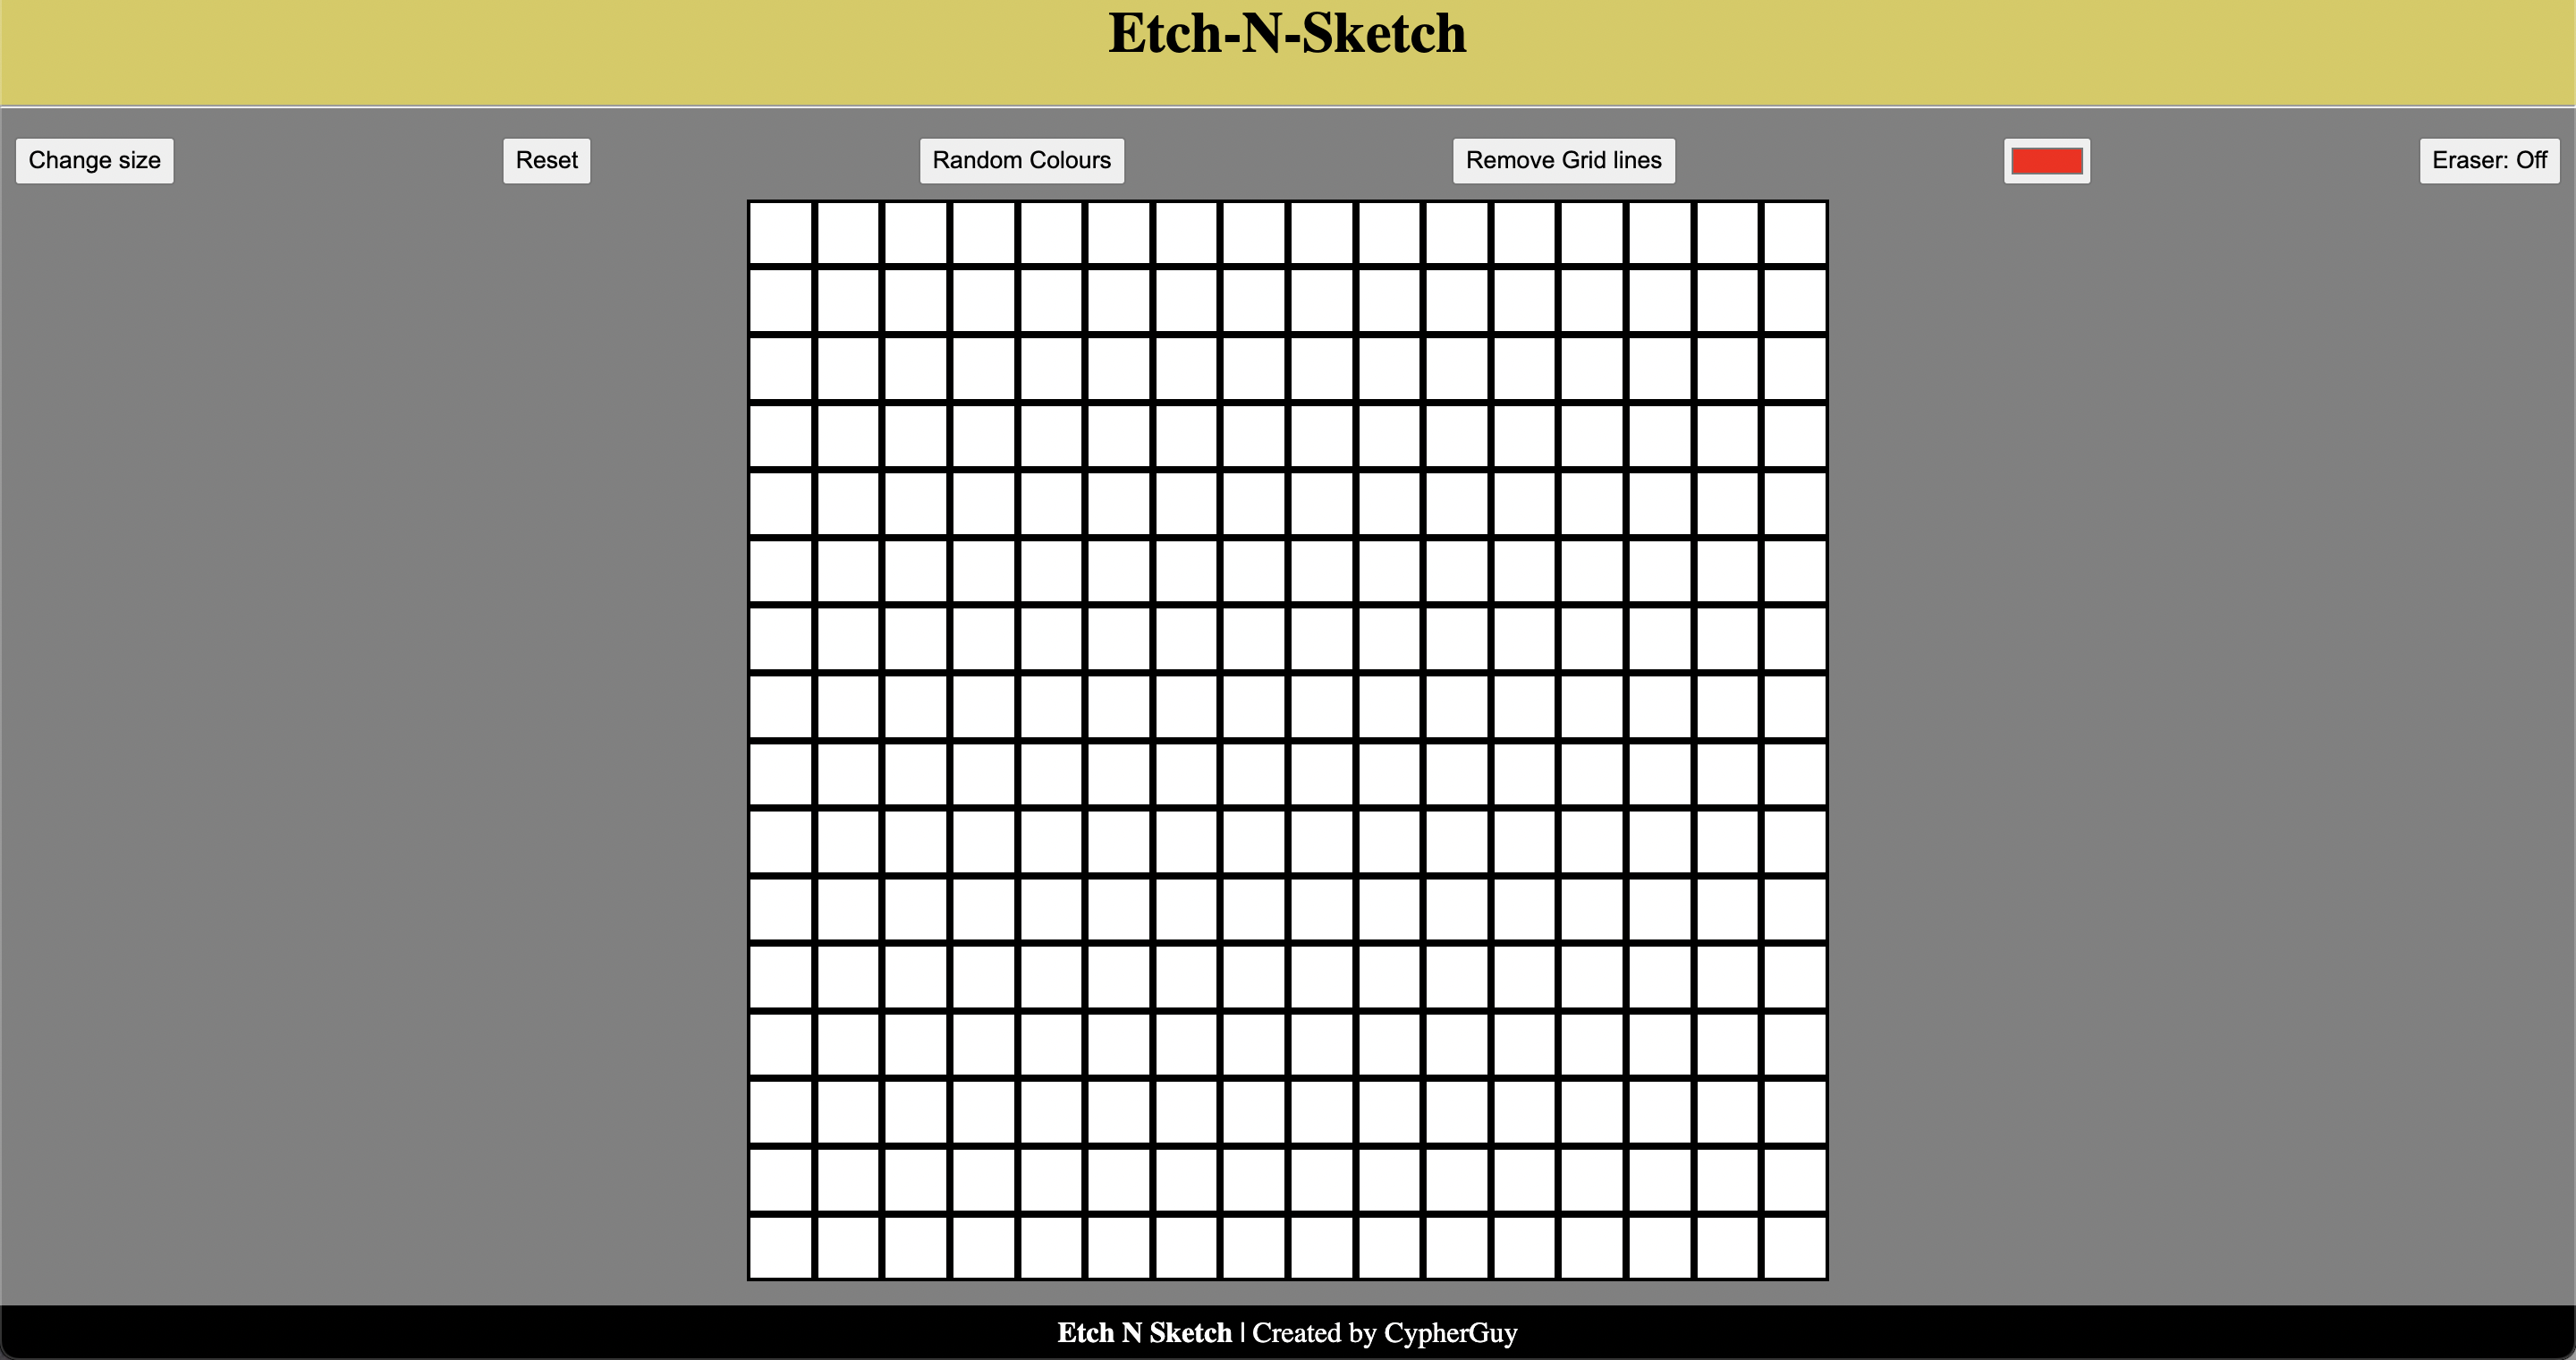 Etch-N-Sketch
Change size
Reset
Random Colours
Remove Grid lines
Eraser: Off
Etch N Sketch | Created by CypherGuy